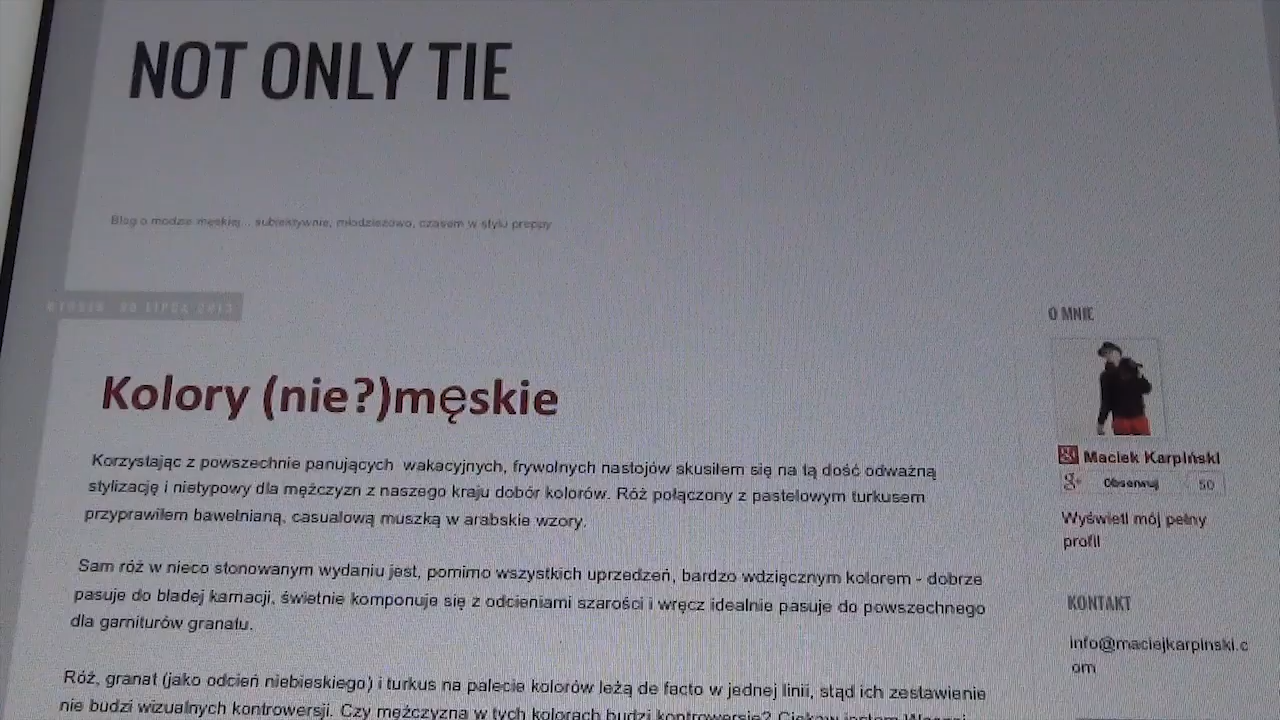 NOT ONLY TIE
Blog o modzie męskiej... subiektywnie, młodzieżowo, czasem w stylu preppy
LIPCA 2013
Kolory (nie?)męskie
Korzystając z powszechnie panujących wakacyjnych, frywolnych nastojów skusiłem się na tą dość odważną
stylizację i nietypowy dla mężczyzn z naszego kraju dobór kolorów. Róż połączony z pastelowym turkusem
przyprawiłem bawełnianą, casualową muszką w arabskie wzory.
Sam róż w nieco stonowanym wydaniu jest, pomimo wszystkich uprzedzeń, bardzo wdzięcznym kolorem - dobrze
pasuje do bladej karnacji, świetnie komponuje się z odcieniami szarości i wręcz idealnie pasuje do powszechnego
dla garniturów granatu.
Róż, granat (jako odcień niebieskiego) i turkus na palecie kolorów leżą de facto w jednej linii, stąd ich zestawienie
nie budzi wizualnych kontrowersji. Czy mężczyzna w tych kolorach budzi kontrowersje? Ciekaw jestem
O MNIE
g+ Maciek Karpiński
g+ Obserwuj 50
Wyświetl mój pełny
profil
KONTAKT
info@maciejkarpinski.c
om